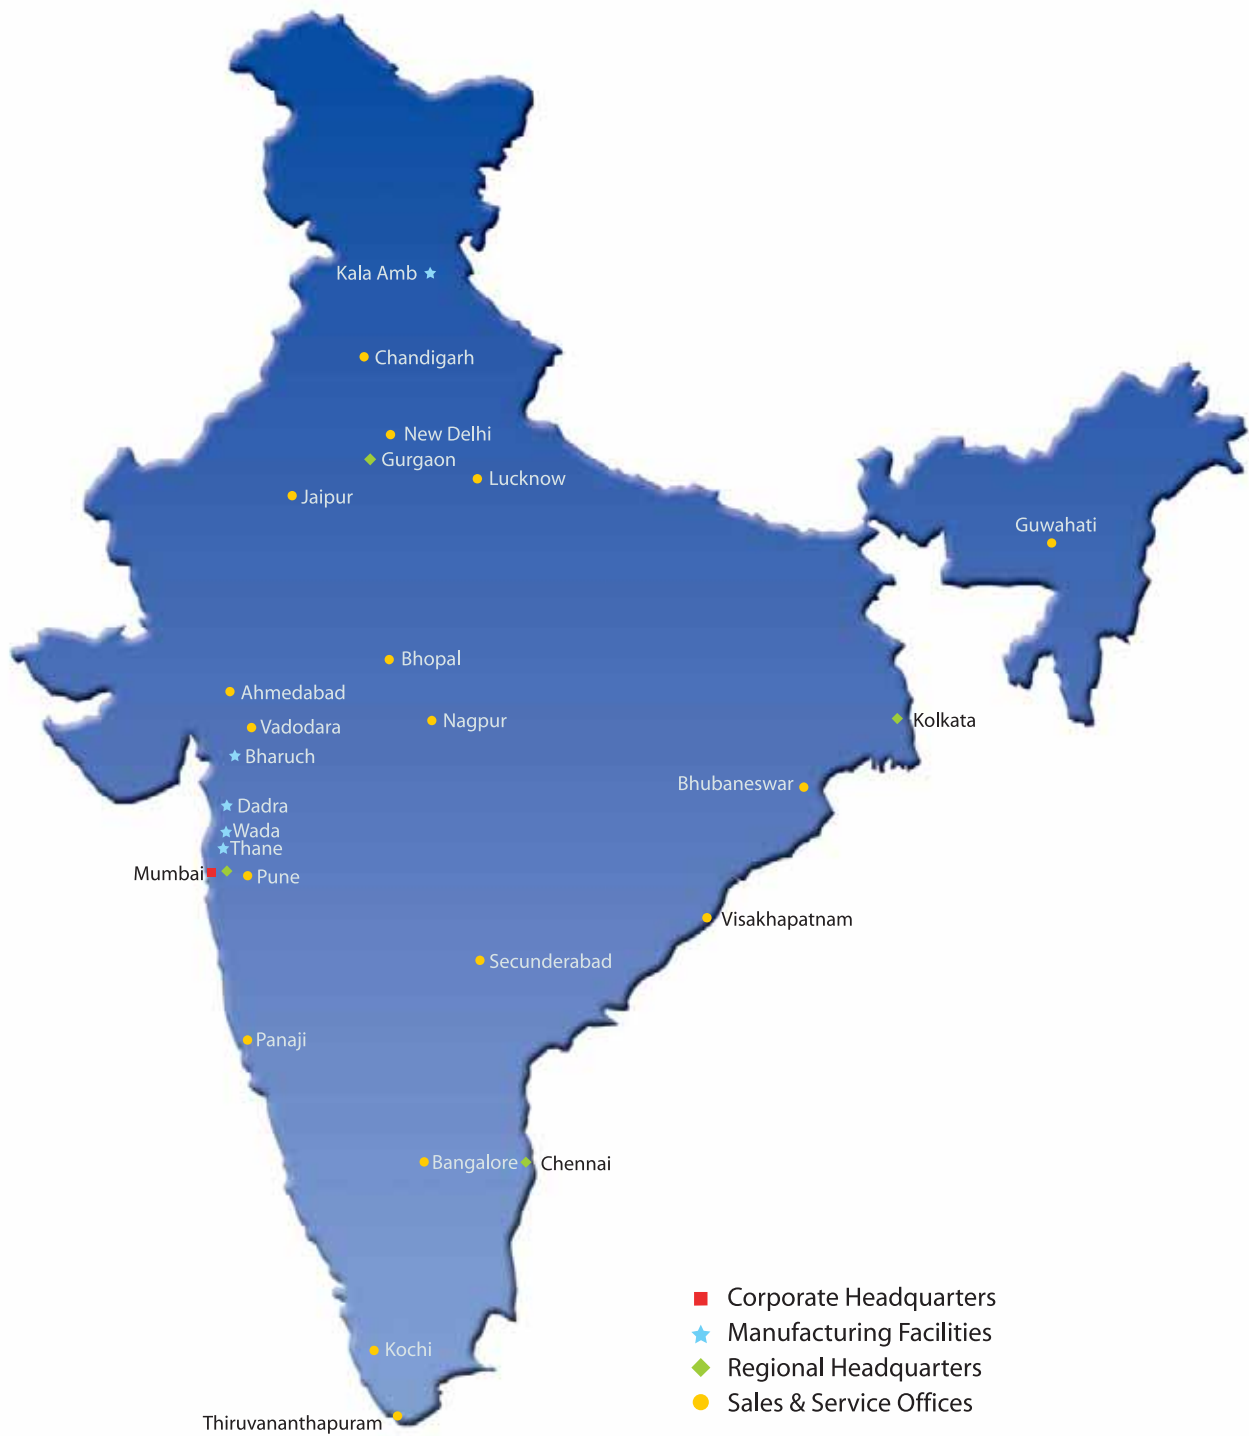 Kala Amb
Chandigarh
New Delhi
Gurgaon
Lucknow
Jaipur
Guwahati
Bhopal
Ahmedabad
Nagpur
Kolkata
Vadodara
Bharuch
Bhubaneswar
Dadra
Wada
Thane
Mumbai
Pune
Visakhapatnam
Secunderabad
Panaji
Bangalore
Chennai
Corporate Headquarters
Manufacturing Facilities
Kochi
Regional Headquarters
Sales & Service Offices
Thiruvananthapuram